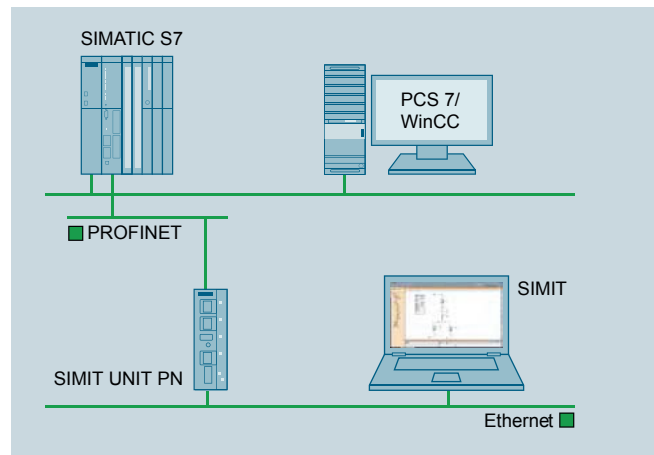 SIMATIC S7
PCS 7/
WinCC
PROFINET
SIMIT
SIMIT UNIT PN
Ethernet